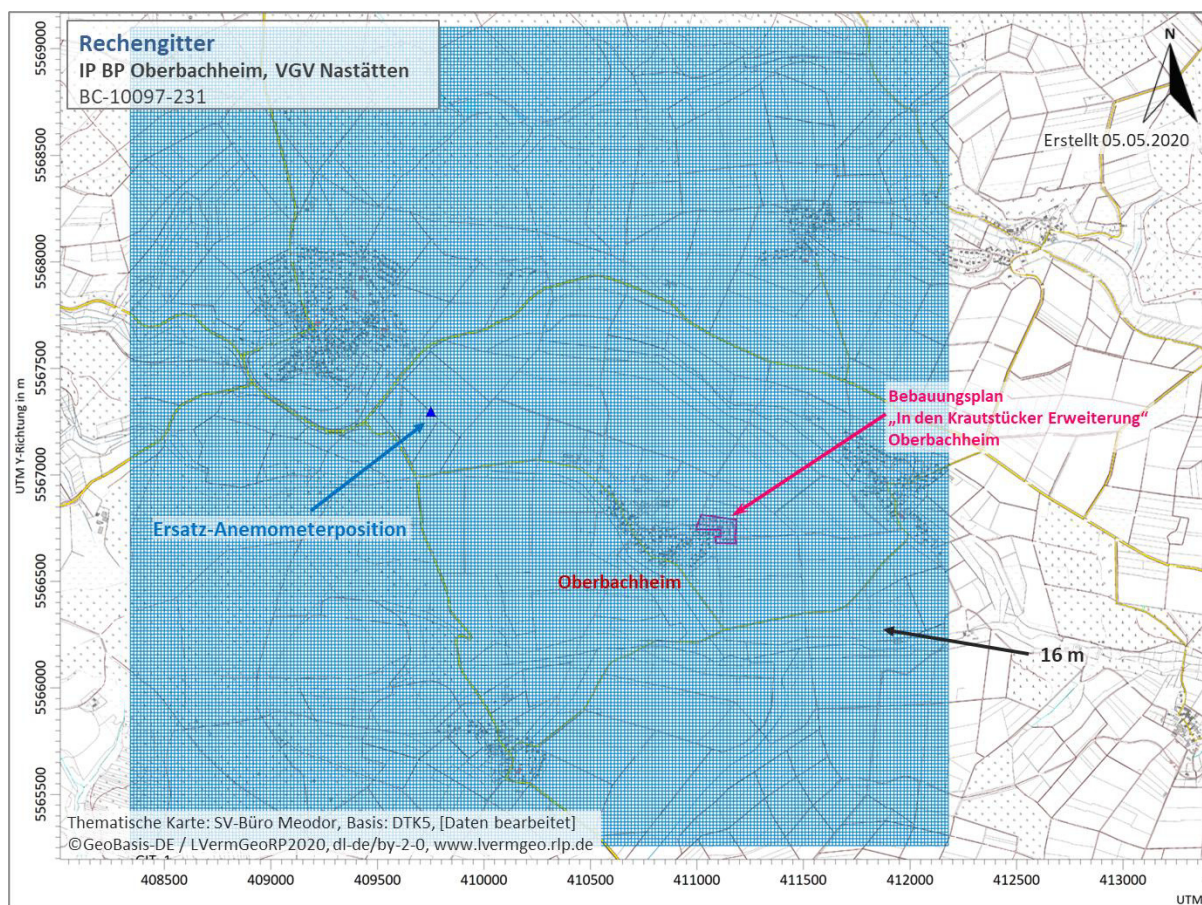 Rechengitter
IP BP Oberbachheim, VGV Nastätten
BC-10097-231
N
Erstellt 05.05.2020
5569000
5568500
5568000
5567500
5567000
5566500
5566000
5565500
UTM Y-Richtung in m
Bebauungsplan
„In den Krautstücker Erweiterung“
Oberbachheim
Ersatz-Anemometerposition
Oberbachheim
16 m
Thematische Karte: SV-Büro Meodor, Basis: DTK5, [Daten bearbeitet]
©GeoBasis-DE / LVermGeoRP2020, dl-de/by-2-0, www.lvermgeo.rlp.de
408500 409000 409500 410000 410500 411000 411500 412000 412500 413000
UTM